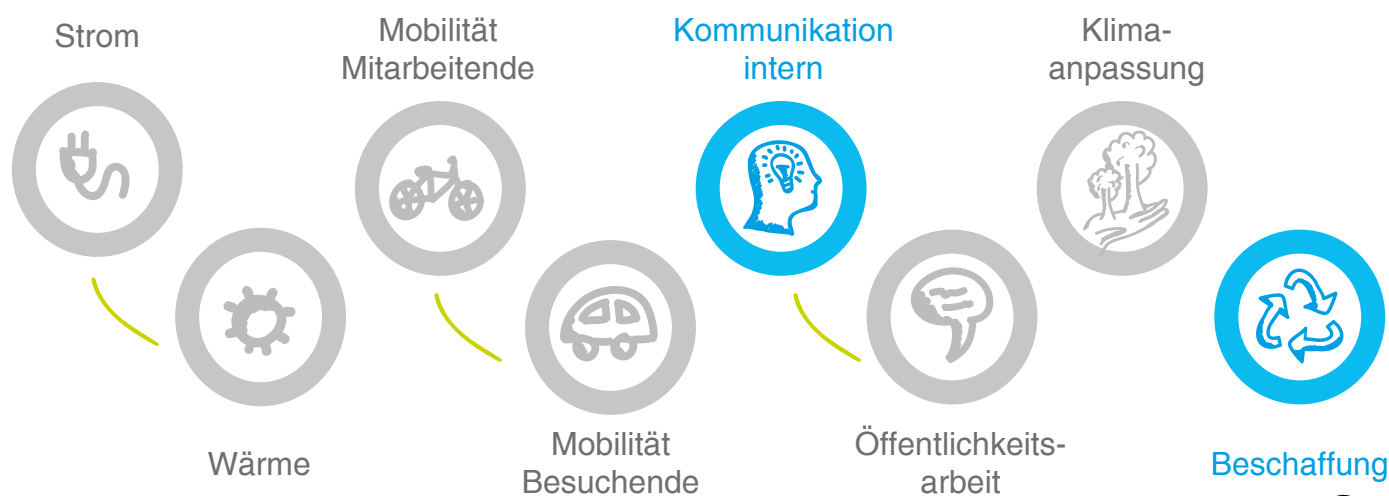 Strom
Mobilität
Mitarbeitende
Kommunikation
intern
Klima-
anpassung
Wärme
Mobilität
Besuchende
Öffentlichkeits-
arbeit
Beschaffung